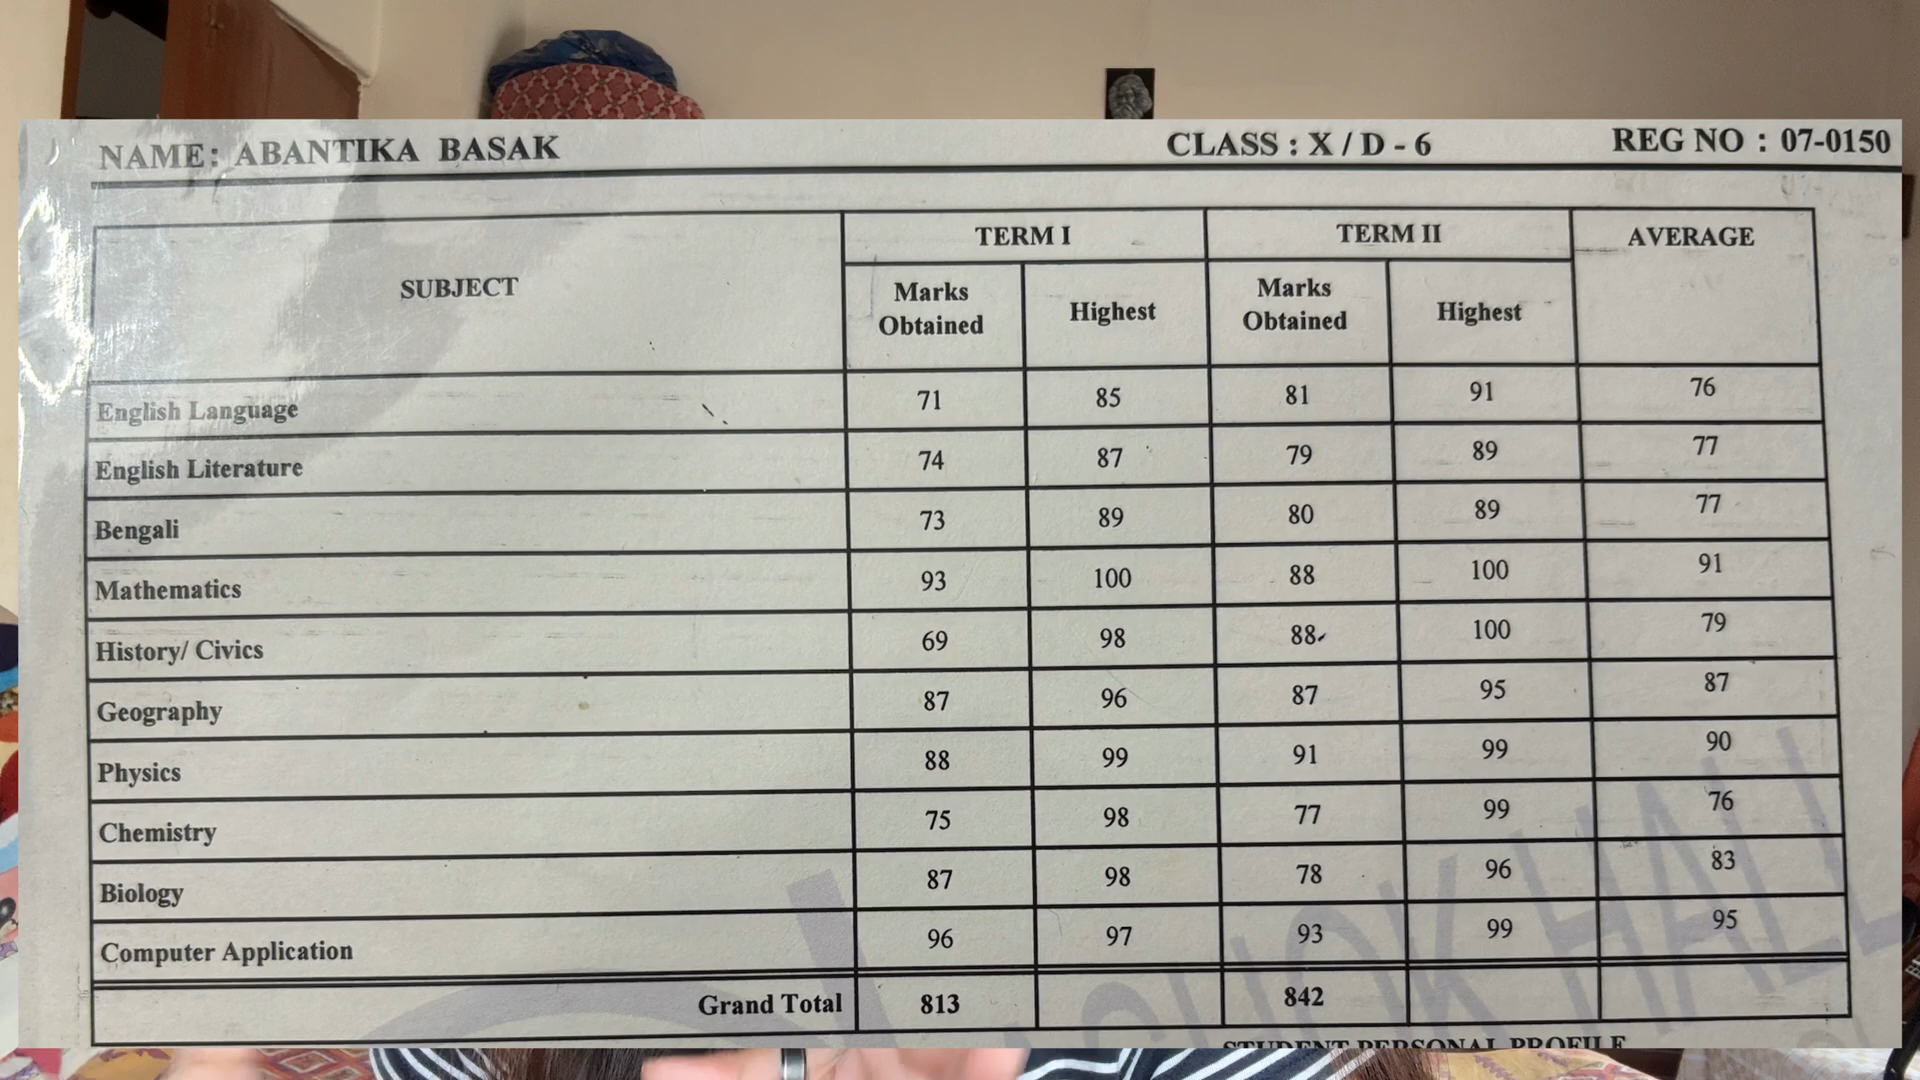 NAME: ABANTIKA BASAK CLASS : X / D - 6 REG NO : 07-0150
SUBJECT TERM I TERM II AVERAGE
Marks Obtained Highest Marks Obtained Highest
English Language 71 85 81 91 76
English Literature 74 87 79 89 77
Bengali 73 89 80 89 77
Mathematics 93 100 88 100 91
History/ Civics 69 98 88 100 79
Geography 87 96 87 95 87
Physics 88 99 91 99 90
Chemistry 75 98 77 99 76
Biology 87 98 78 96 83
Computer Application 96 97 93 99 95
Grand Total 813 842
STUDENT PERSONAL PROFILE